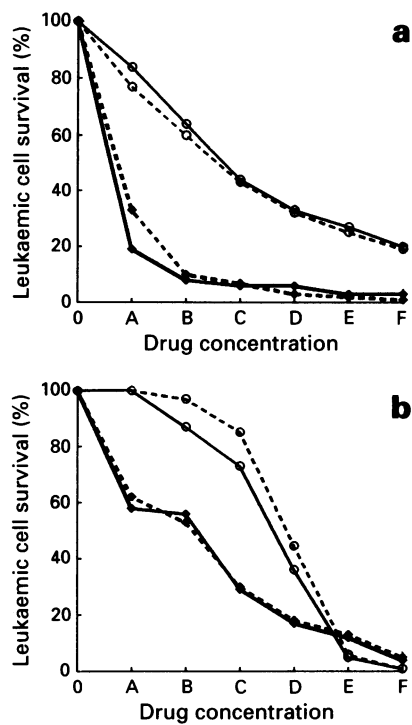 a
Leukaemic cell survival (%)
100
80
60
40
20
0
0 A B C D E F
Drug concentration
b
Leukaemic cell survival (%)
100
80
60
40
20
0
0 A B C D E F
Drug concentration